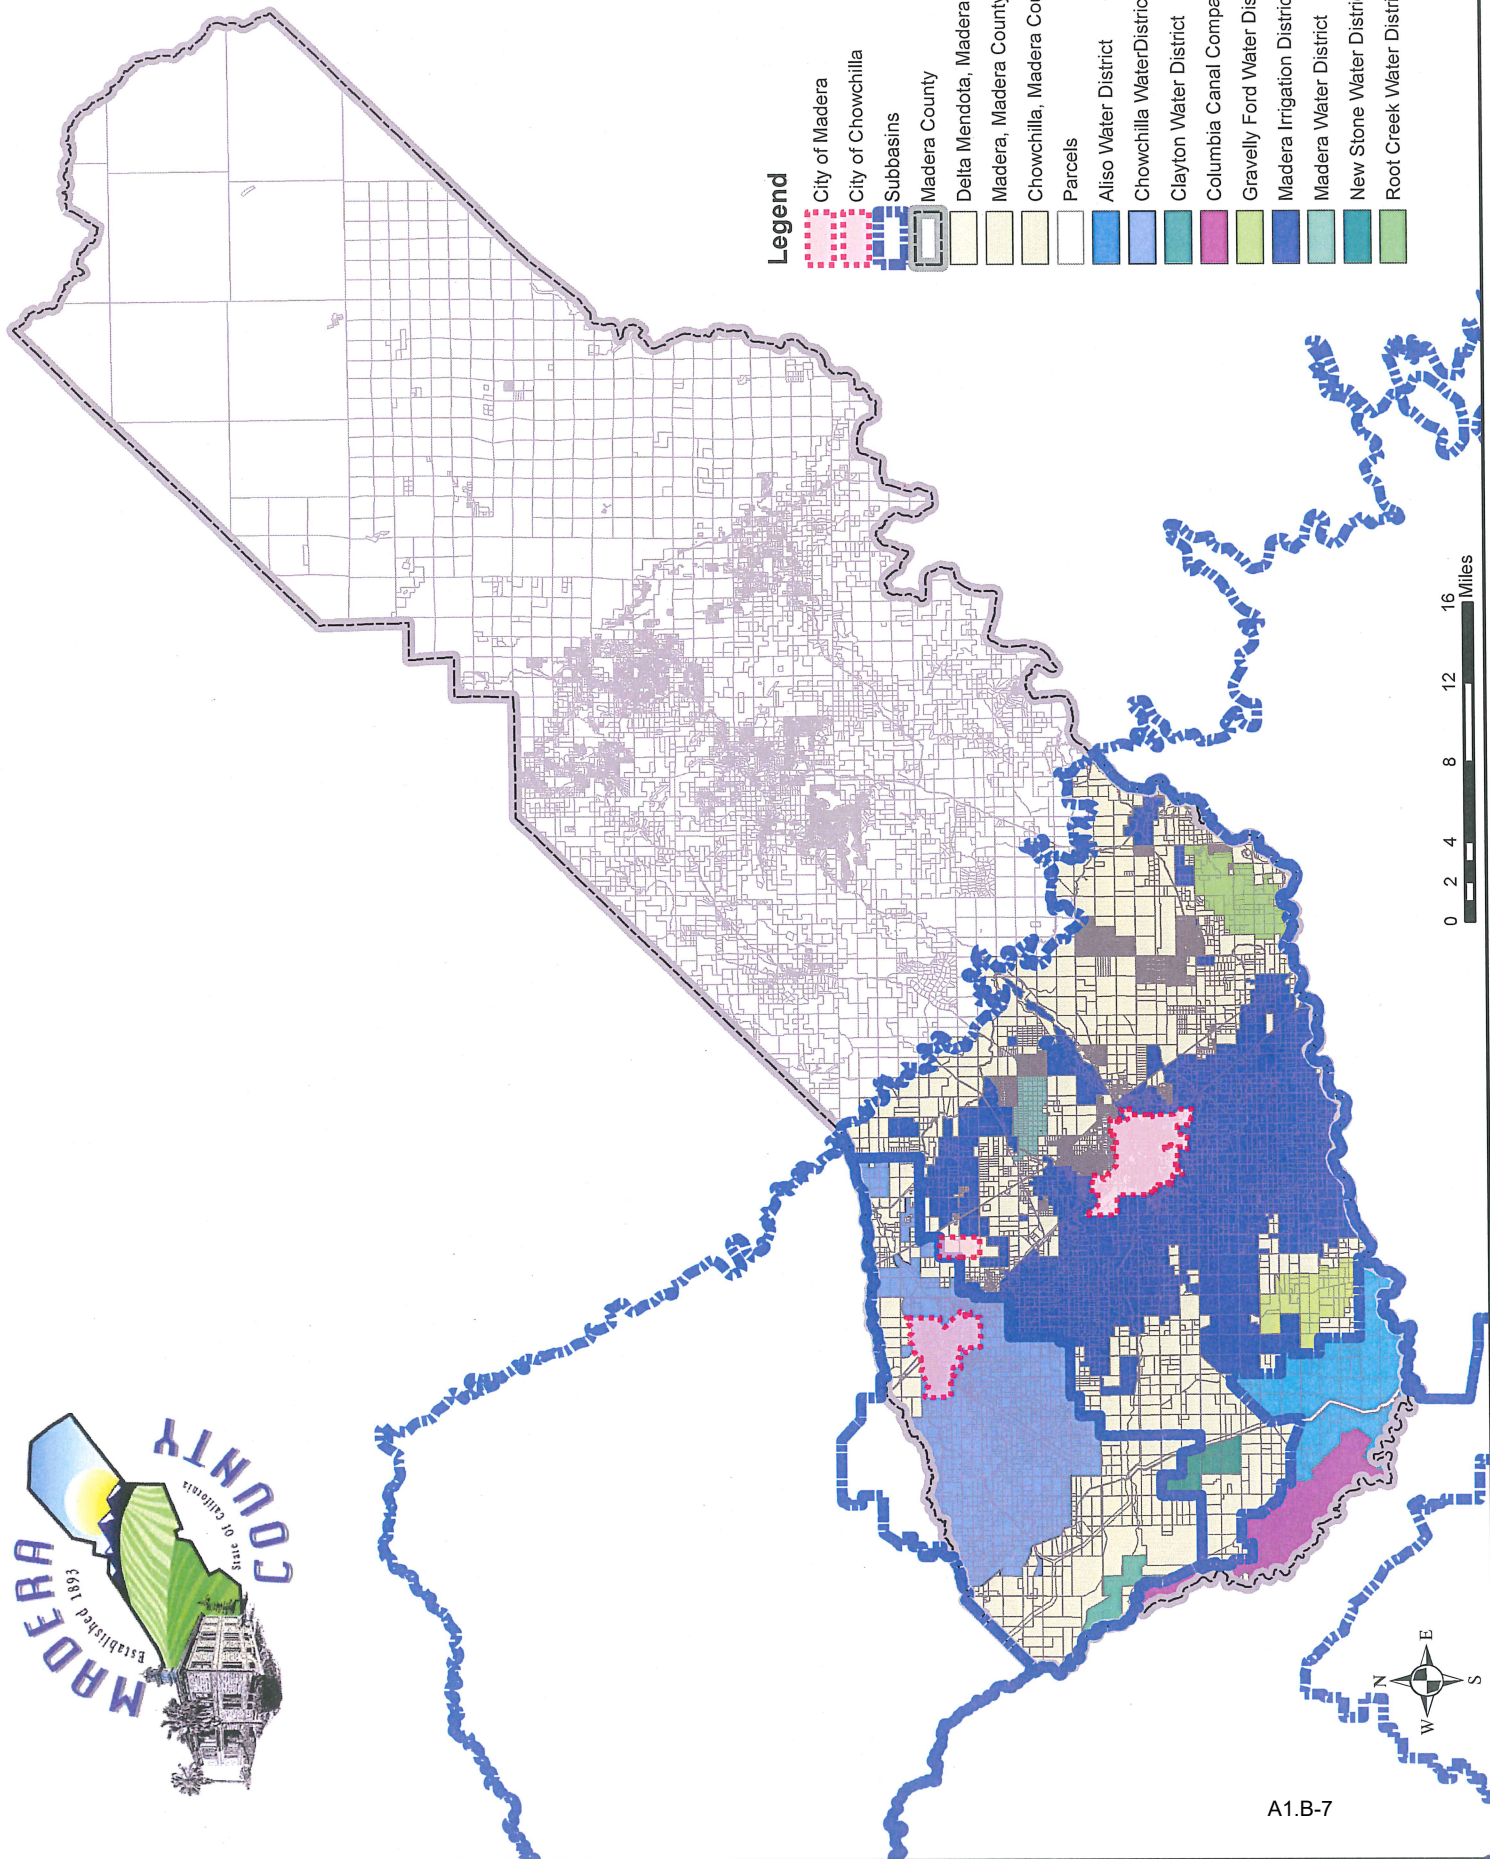 MADERA
Established 1893
State Of California
COUNTY
Legend
City of Madera
City of Chowchilla
Subbasins
Madera County
Delta Mendota, Madera
Madera, Madera County
Chowchilla, Madera Cou
Parcels
Aliso Water District
Chowchilla WaterDistric
Clayton Water District
Columbia Canal Compa
Gravelly Ford Water Dis
Madera Irrigation Distric
Madera Water District
New Stone Water Distri
Root Creek Water Distri
0 2 4 8 12 16
Miles
N
W E
S
A1.B-7